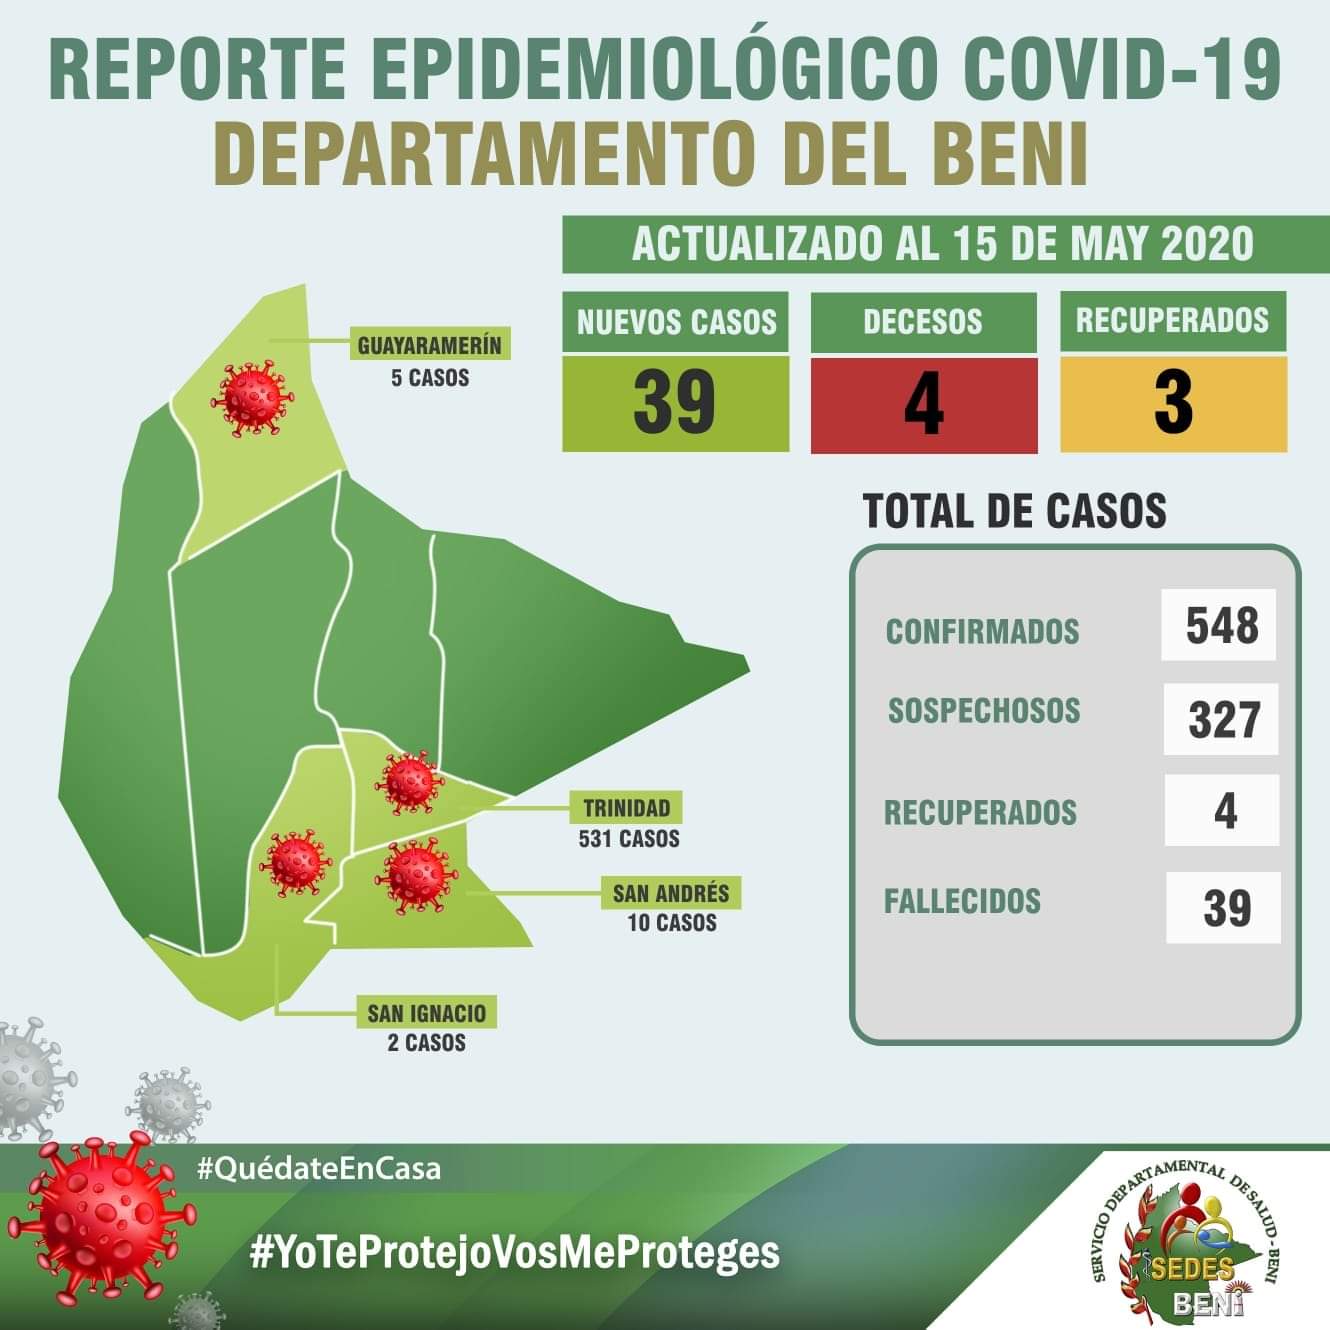 REPORTE EPIDEMIOLÓGICO COVID-19
DEPARTAMENTO DEL BENI
ACTUALIZADO AL 15 DE MAY 2020
NUEVOS CASOS
39
DECESOS
4
RECUPERADOS
3
GUAYARAMERÍN
5 CASOS
TRINIDAD
531 CASOS
SAN ANDRÉS
10 CASOS
SAN IGNACIO
2 CASOS
TOTAL DE CASOS
CONFIRMADOS 548
SOSPECHOSOS 327
RECUPERADOS 4
FALLECIDOS 39
#QuédateEnCasa
#YoTeProtejoVosMeProteges
SERVICIO DEPARTAMENTAL DE SALUD - BENI
SEDES
BENi